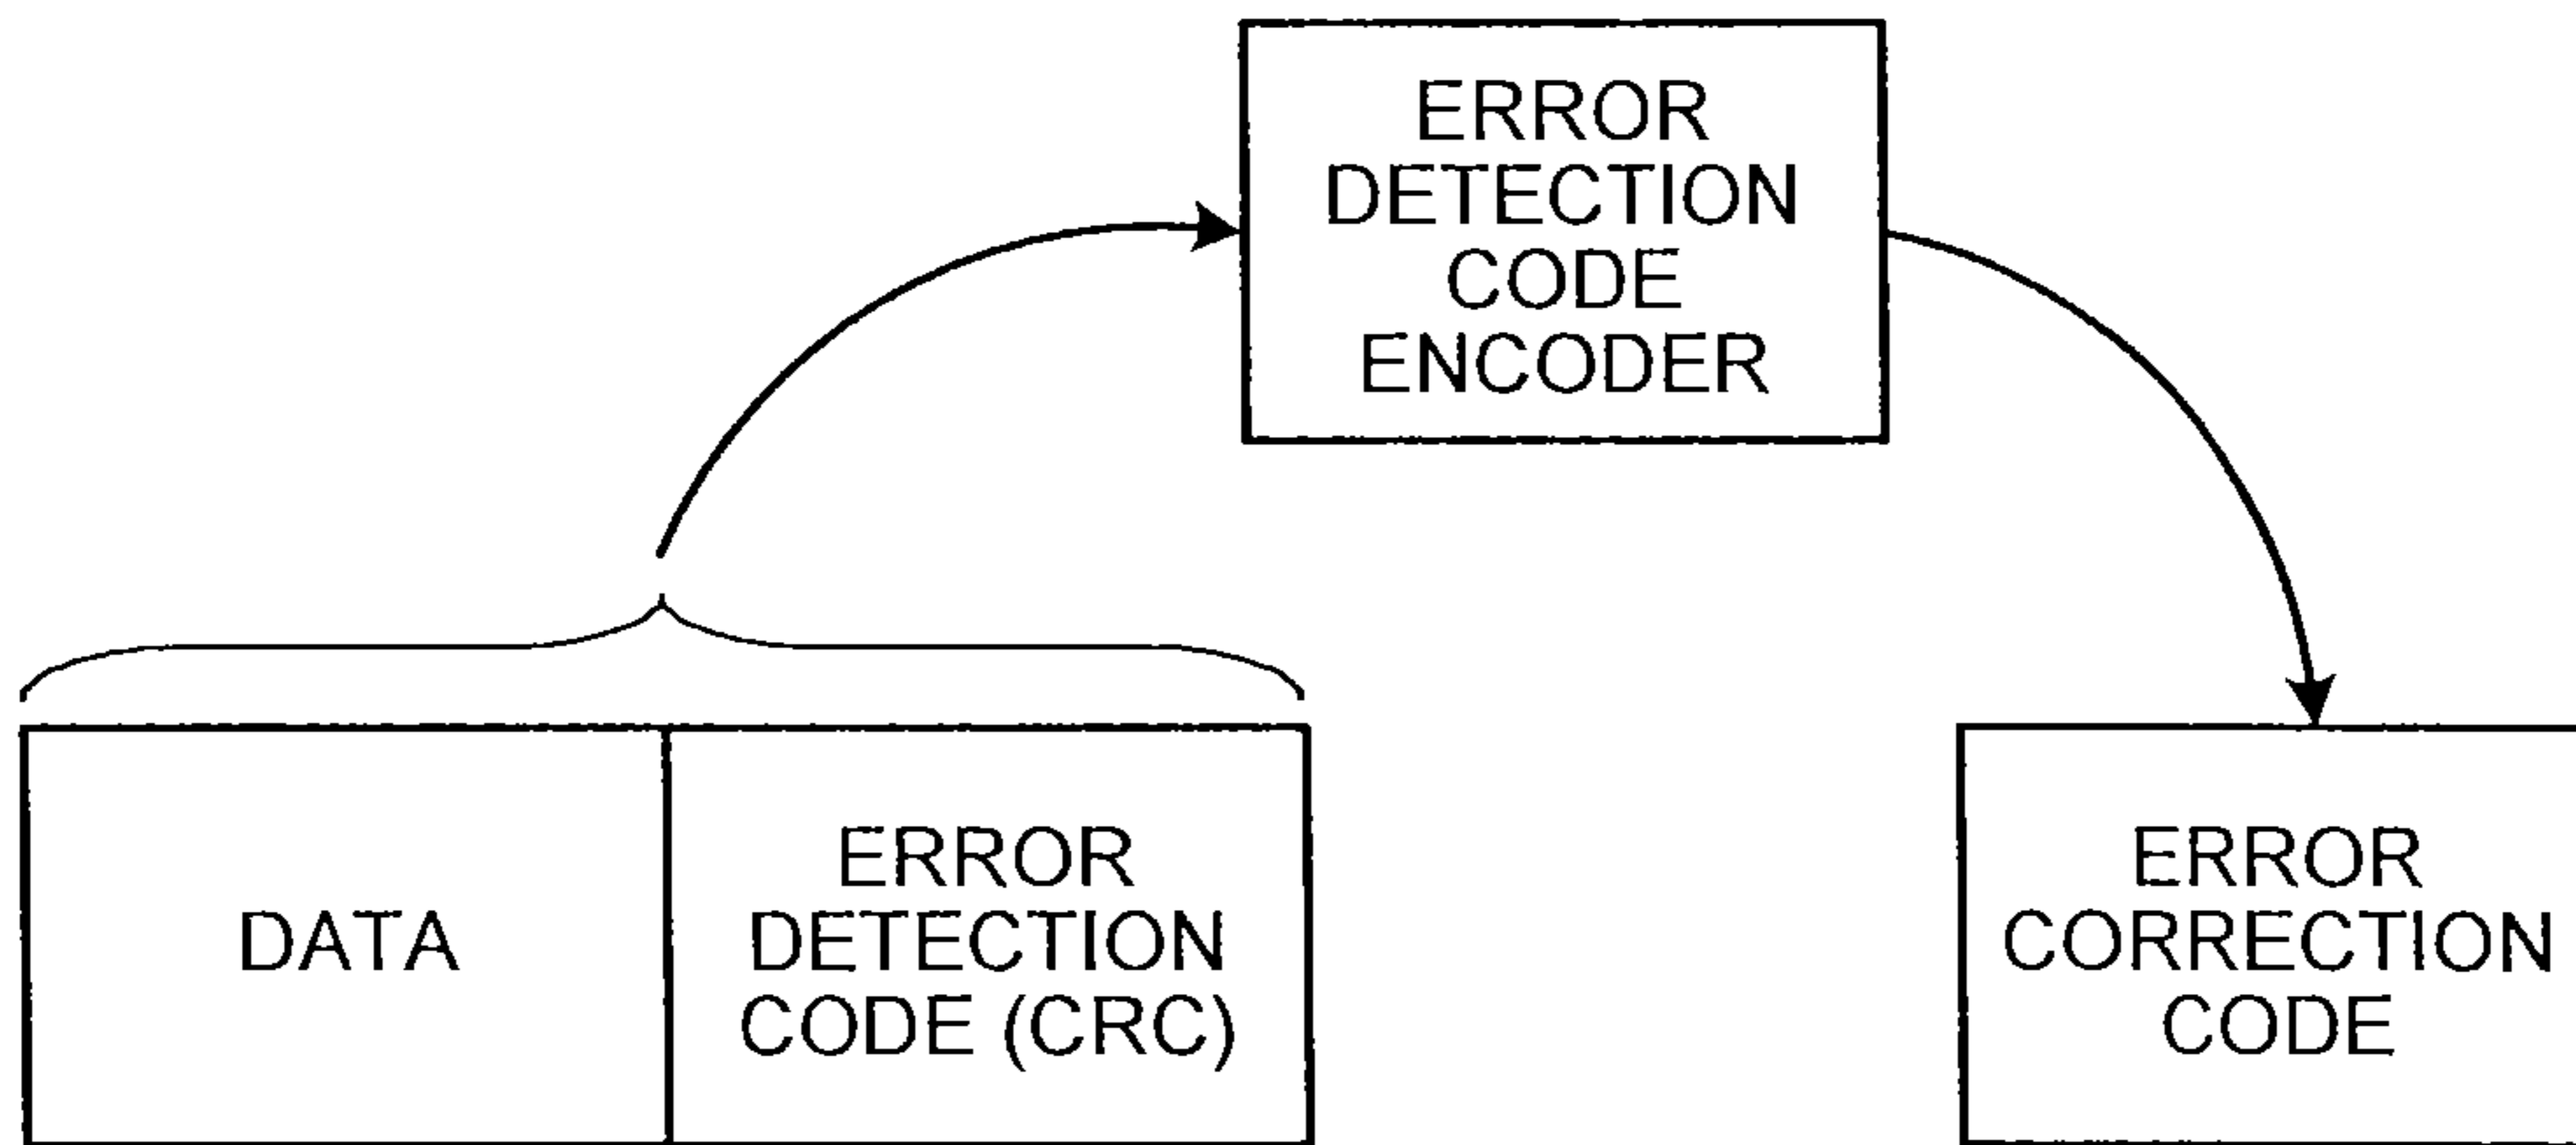 ERROR
DETECTION
CODE
ENCODER
DATA
ERROR
DETECTION
CODE (CRC)
ERROR
CORRECTION
CODE